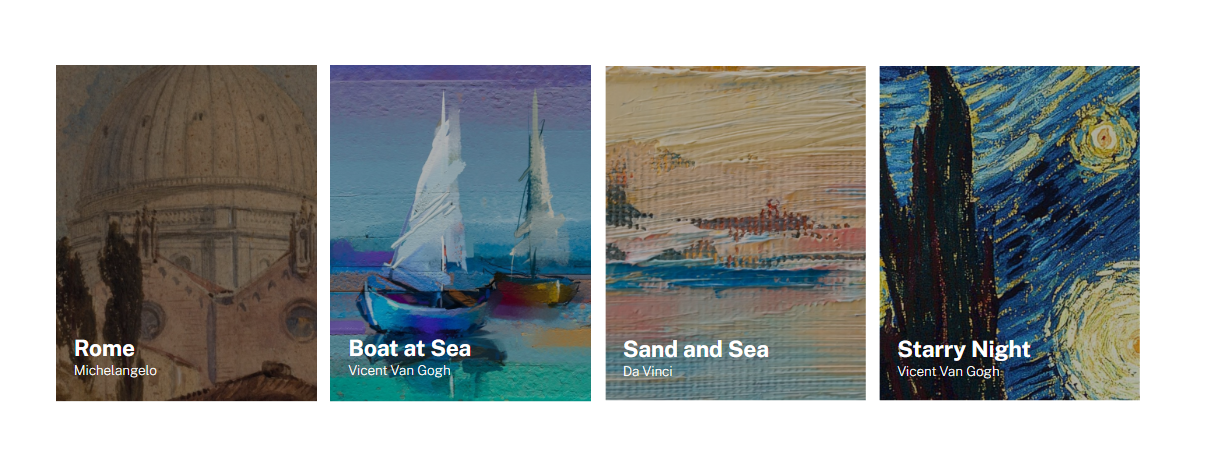 Rome
Michelangelo
Boat at Sea
Vicent Van Gogh
Sand and Sea
Da Vinci
Starry Night
Vicent Van Gogh